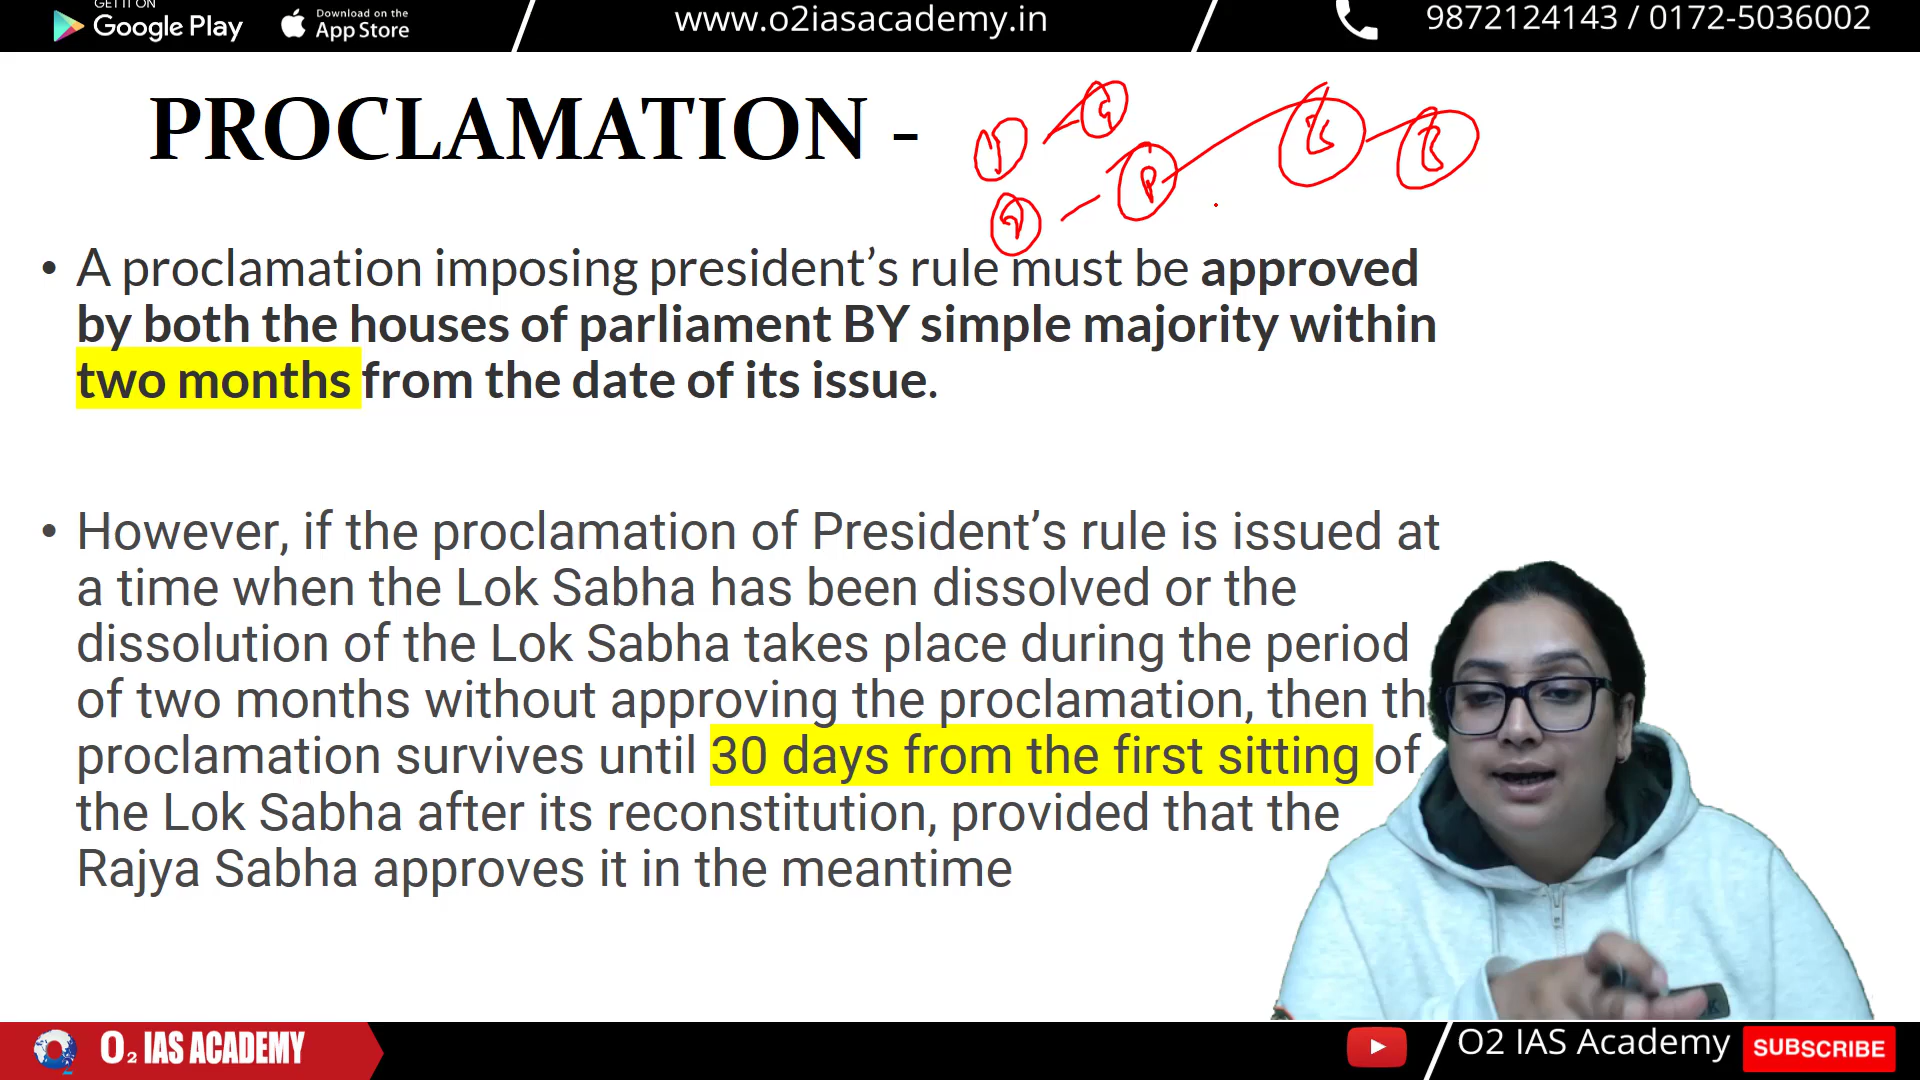 GET IT ON
Google Play
Download on the
App Store
www.o2iasacademy.in
9872124143 / 0172-5036002
PROCLAMATION -
• A proclamation imposing president’s rule must be approved
by both the houses of parliament BY simple majority within
two months from the date of its issue.
• However, if the proclamation of President’s rule is issued at
a time when the Lok Sabha has been dissolved or the
dissolution of the Lok Sabha takes place during the period
of two months without approving the proclamation, then th
proclamation survives until 30 days from the first sitting of
the Lok Sabha after its reconstitution, provided that the
Rajya Sabha approves it in the meantime
O2 IAS ACADEMY
O2 IAS Academy
SUBSCRIBE